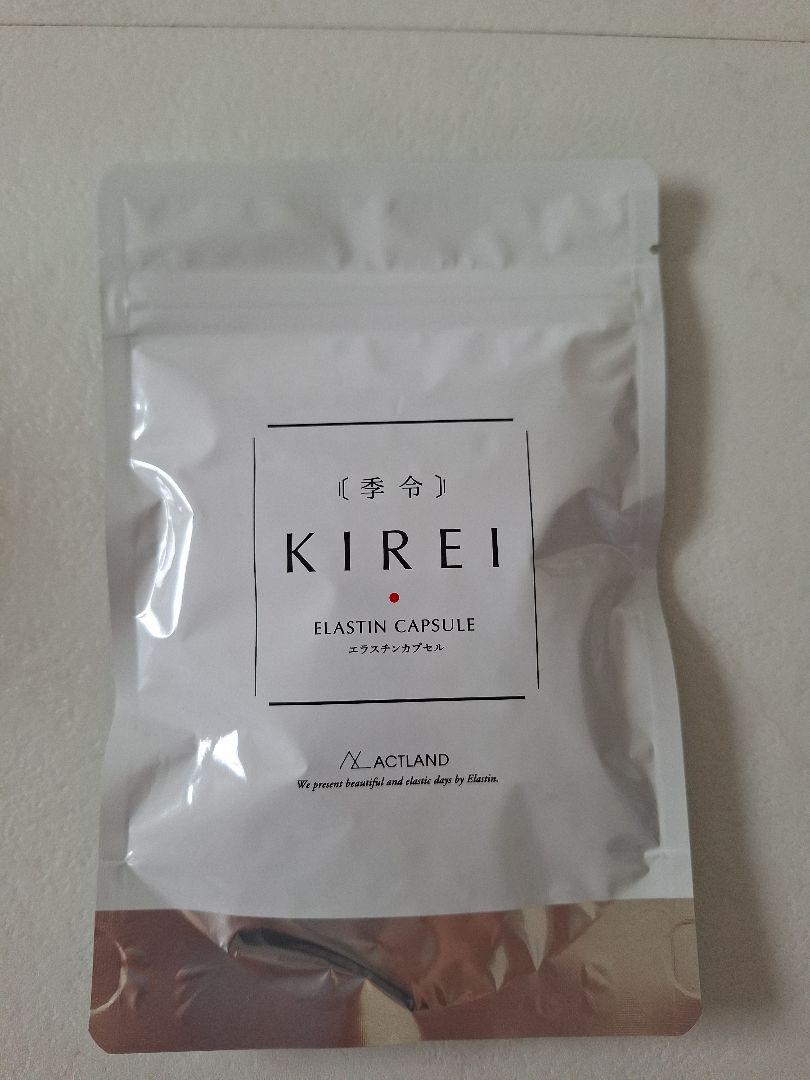 〘季令〙
KIREI
ELASTIN CAPSULE
エラスチンカプセル
ACTLAND
We present beautiful and elastic days by Elastin.